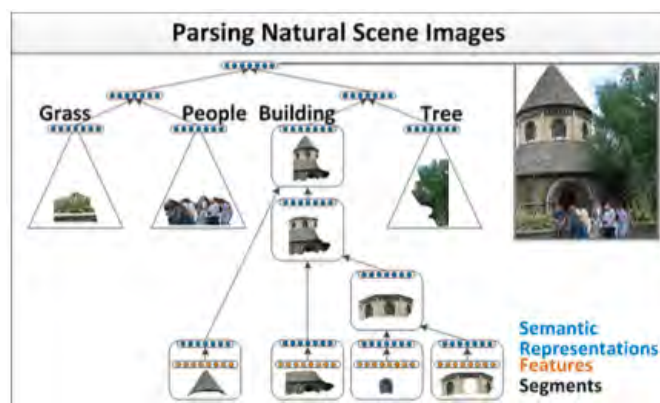 Parsing Natural Scene Images
Grass People Building Tree
Semantic
Representations
Features
Segments